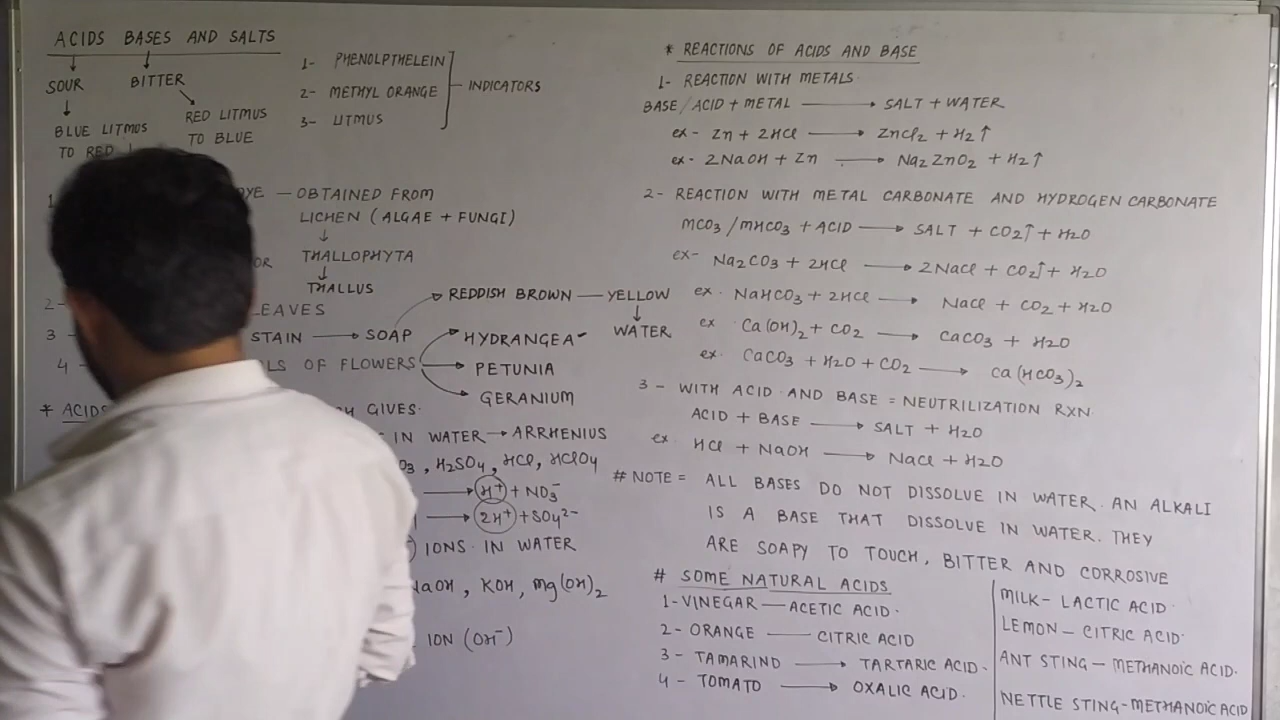 ACIDS BASES AND SALTS
SOUR
BITTER
BLUE LITMOS
TO RED
RED LITMUS
TO BLUE
1- PHENOLPTHELEIN
2- METHYL ORANGE
3- LITMUS
INDICATORS
1
DYE — OBTAINED FROM
LICHEN (ALGAE + FUNGI)
↓
THALLOPHYTA
↓
THALLUS
OR
2- LEAVES
3- STAIN → SOAP → REDDISH BROWN — YELLOW
↓
WATER
4- LS OF FLOWERS → HYDRANGEA
→ PETUNIA
→ GERANIUM
* ACIDS GIVES.
IN WATER → ARRHENIUS
O3, H2SO4, HCl, HClO4
→ H⁺ + NO3⁻
→ 2H⁺ + SO4²⁻
) IONS IN WATER
NaOH, KOH, Mg(OH)2
ION (OH⁻)
* REACTIONS OF ACIDS AND BASE
1- REACTION WITH METALS
BASE/ACID + METAL → SALT + WATER
ex- Zn + 2HCl → ZnCl2 + H2↑
ex- 2NaOH + Zn → Na2ZnO2 + H2↑
2- REACTION WITH METAL CARBONATE AND HYDROGEN CARBONATE
MCO3/MHCO3 + ACID → SALT + CO2↑ + H2O
ex- Na2CO3 + 2HCl → 2NaCl + CO2↑ + H2O
ex. NaHCO3 + 2HCl → NaCl + CO2 + H2O
ex. Ca(OH)2 + CO2 → CaCO3 + H2O
ex. CaCO3 + H2O + CO2 → Ca(HCO3)2
3- WITH ACID AND BASE = NEUTRILIZATION RXN
ACID + BASE → SALT + H2O
ex. HCl + NaOH → NaCl + H2O
# NOTE = ALL BASES DO NOT DISSOLVE IN WATER. AN ALKALI
IS A BASE THAT DISSOLVE IN WATER. THEY
ARE SOAPY TO TOUCH, BITTER AND CORROSIVE
# SOME NATURAL ACIDS
1- VINEGAR — ACETIC ACID.
2- ORANGE — CITRIC ACID
3- TAMARIND → TARTARIC ACID.
4- TOMATO → OXALIC ACID.
MILK- LACTIC ACID.
LEMON- CITRIC ACID.
ANT STING- METHANOIC ACID.
NETTLE STING-METHANOIC ACID